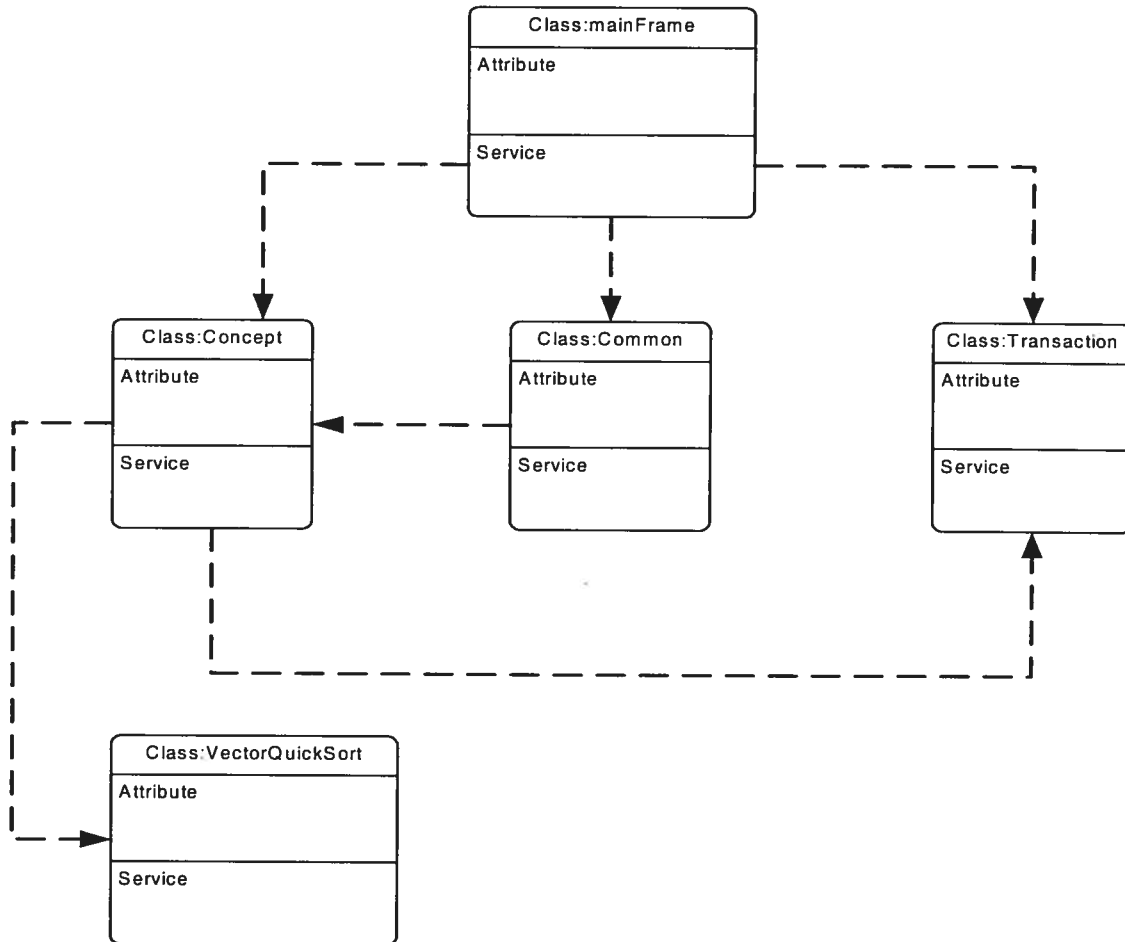 Class:mainFrame
Attribute
Service
Class:Concept
Attribute
Service
Class:Common
Attribute
Service
Class:Transaction
Attribute
Service
Class:VectorQuickSort
Attribute
Service